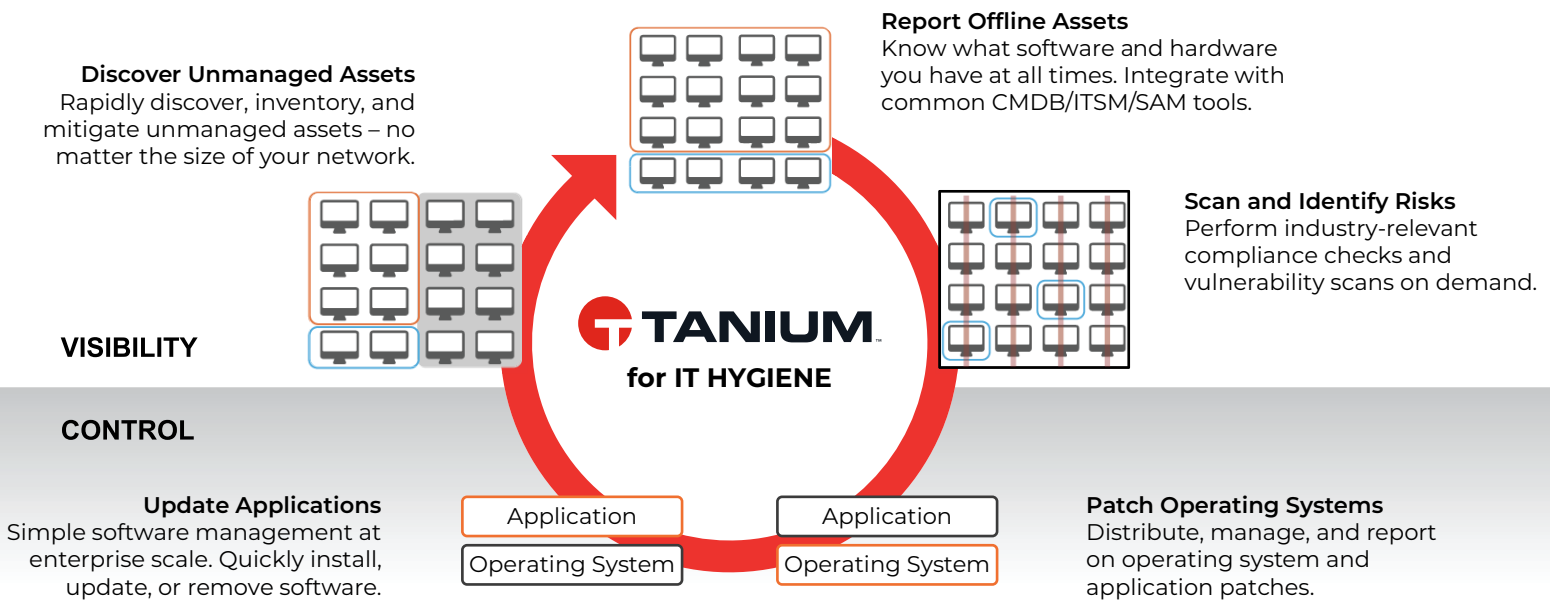 Discover Unmanaged Assets
Rapidly discover, inventory, and
mitigate unmanaged assets – no
matter the size of your network.
Report Offline Assets
Know what software and hardware
you have at all times. Integrate with
common CMDB/ITSM/SAM tools.
Scan and Identify Risks
Perform industry-relevant
compliance checks and
vulnerability scans on demand.
VISIBILITY
TANIUM™
for IT HYGIENE
CONTROL
Update Applications
Simple software management at
enterprise scale. Quickly install,
update, or remove software.
Application
Operating System
Application
Operating System
Patch Operating Systems
Distribute, manage, and report
on operating system and
application patches.